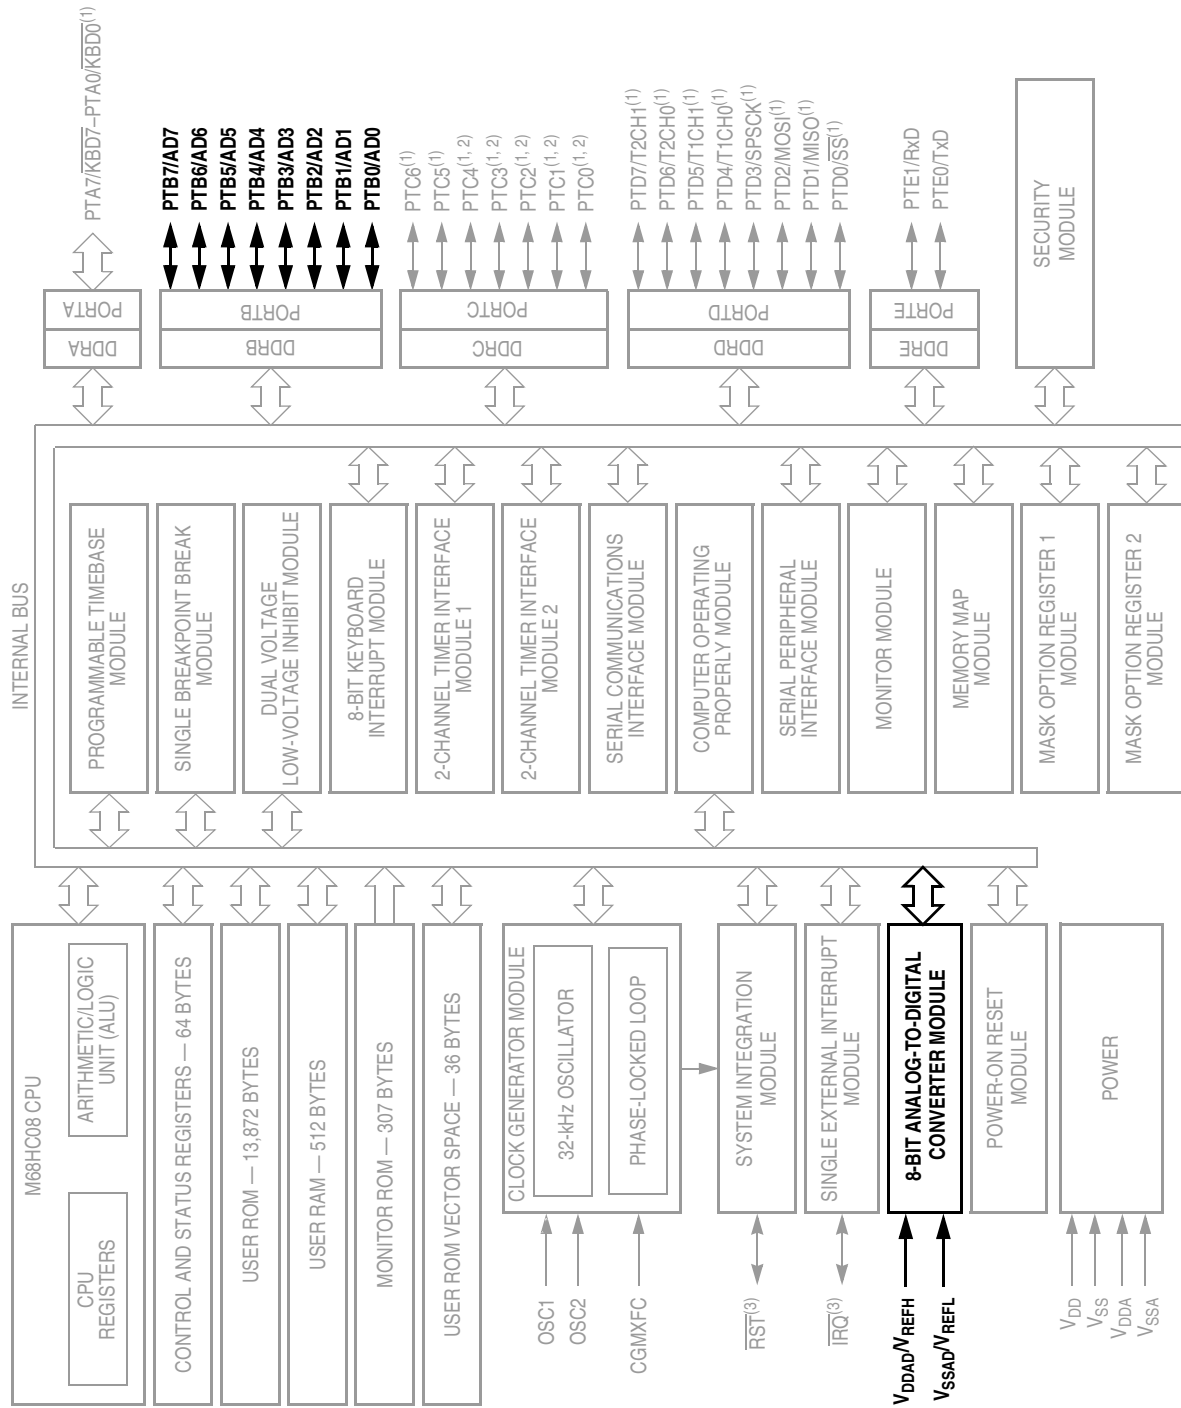 INTERNAL BUS
M68HC08 CPU
CPU
REGISTERS
ARITHMETIC/LOGIC
UNIT (ALU)
CONTROL AND STATUS REGISTERS — 64 BYTES
USER ROM — 13,872 BYTES
USER RAM — 512 BYTES
MONITOR ROM — 307 BYTES
USER ROM VECTOR SPACE — 36 BYTES
CLOCK GENERATOR MODULE
32-kHz OSCILLATOR
PHASE-LOCKED LOOP
OSC1
OSC2
CGMXFC
SYSTEM INTEGRATION
MODULE
RST(3)
SINGLE EXTERNAL INTERRUPT
MODULE
IRQ(3)
8-BIT ANALOG-TO-DIGITAL
CONVERTER MODULE
VDDAD/VREFH
VSSAD/VREFL
POWER-ON RESET
MODULE
POWER
VDD
VSS
VDDA
VSSA
PROGRAMMABLE TIMEBASE
MODULE
SINGLE BREAKPOINT BREAK
MODULE
DUAL VOLTAGE
LOW-VOLTAGE INHIBIT MODULE
8-BIT KEYBOARD
INTERRUPT MODULE
2-CHANNEL TIMER INTERFACE
MODULE 1
2-CHANNEL TIMER INTERFACE
MODULE 2
SERIAL COMMUNICATIONS
INTERFACE MODULE
COMPUTER OPERATING
PROPERLY MODULE
SERIAL PERIPHERAL
INTERFACE MODULE
MONITOR MODULE
MEMORY MAP
MODULE
MASK OPTION REGISTER 1
MODULE
MASK OPTION REGISTER 2
MODULE
DDRA
PORTA
PTA7/KBD7–PTA0/KBD0(1)
DDRB
PORTB
PTB7/AD7
PTB6/AD6
PTB5/AD5
PTB4/AD4
PTB3/AD3
PTB2/AD2
PTB1/AD1
PTB0/AD0
DDRC
PORTC
PTC6(1)
PTC5(1)
PTC4(1, 2)
PTC3(1, 2)
PTC2(1, 2)
PTC1(1, 2)
PTC0(1, 2)
DDRD
PORTD
PTD7/T2CH1(1)
PTD6/T2CH0(1)
PTD5/T1CH1(1)
PTD4/T1CH0(1)
PTD3/SPSCK(1)
PTD2/MOSI(1)
PTD1/MISO(1)
PTD0/SS(1)
DDRE
PORTE
PTE1/RxD
PTE0/TxD
SECURITY
MODULE